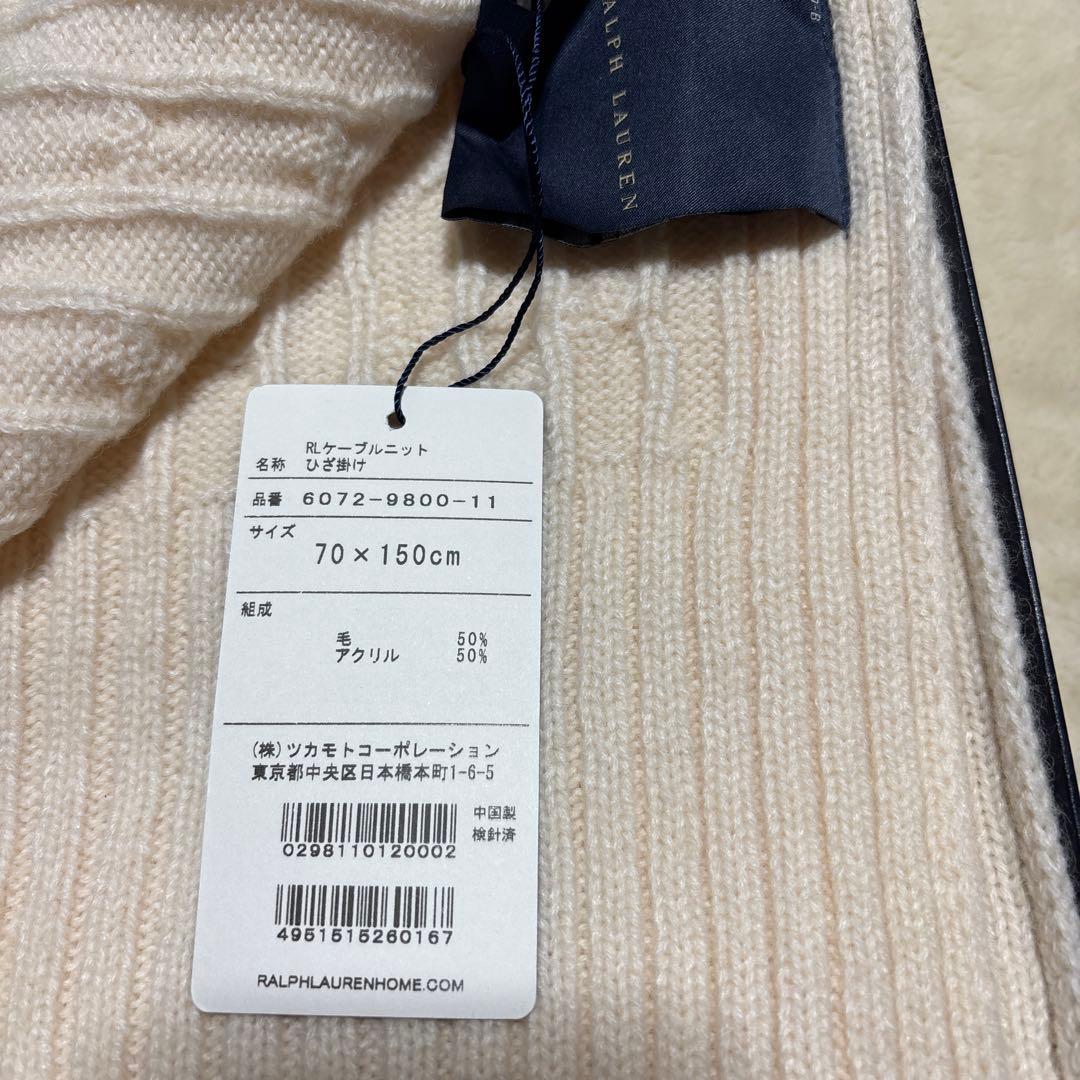 RALPH LAUREN
RLケーブルニット
名称 ひざ掛け
品番 6072-9800-11
サイズ
70×150cm
組成
毛 50%
アクリル 50%
(株)ツカモトコーポレーション
東京都中央区日本橋本町1-6-5
中国製
検針済
0298110120002
4951515260167
RALPHLAURENHOME.COM